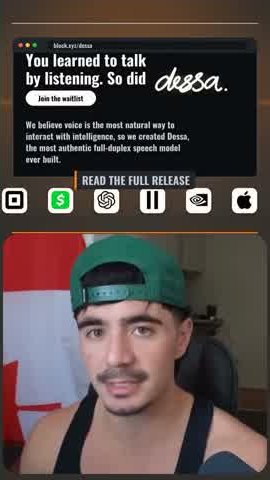 block.xyz/dessa
You learned to talk
by listening. So did dessa.
Join the waitlist
We believe voice is the most natural way to
interact with intelligence, so we created Dessa,
the most authentic full-duplex speech model
ever built.
READ THE FULL RELEASE